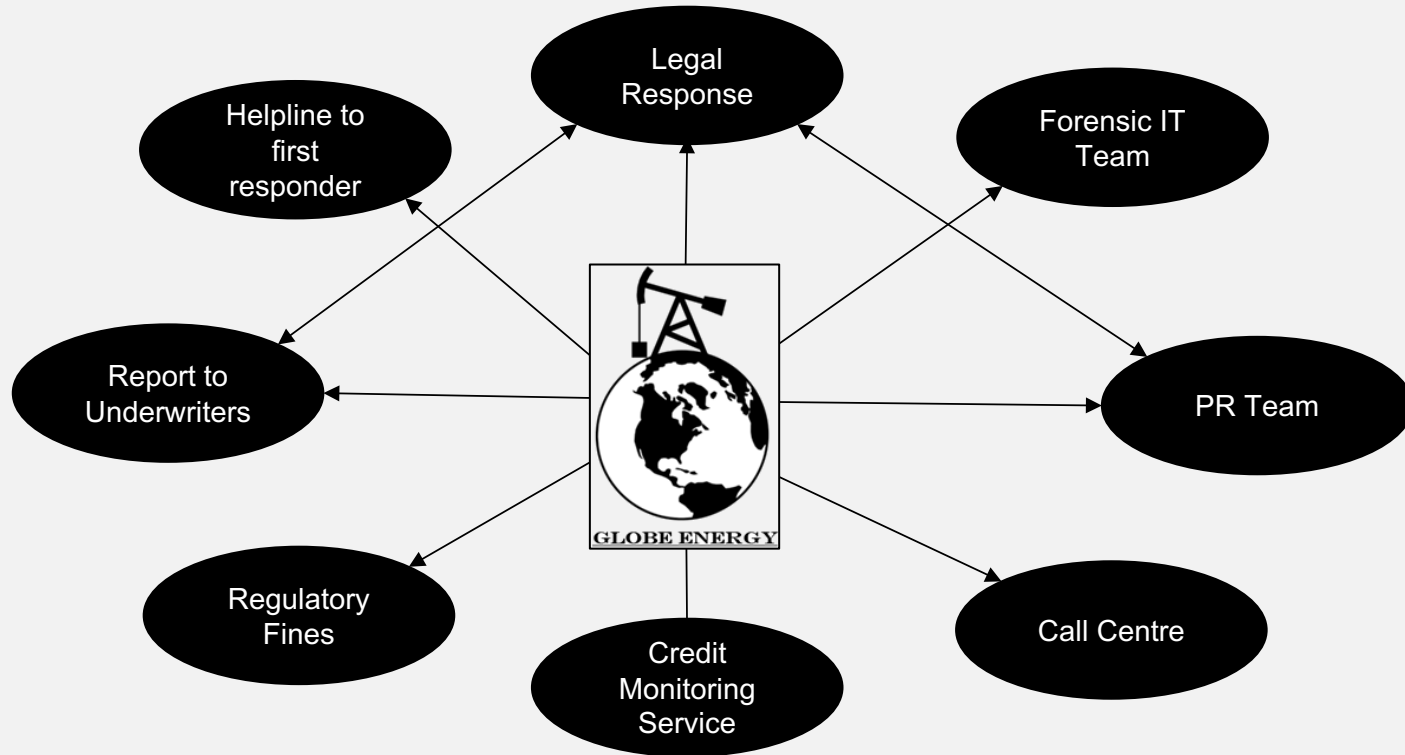 Legal
Response
Helpline to
first
responder
Forensic IT
Team
Report to
Underwriters
PR Team
GLOBE ENERGY
Regulatory
Fines
Call Centre
Credit
Monitoring
Service